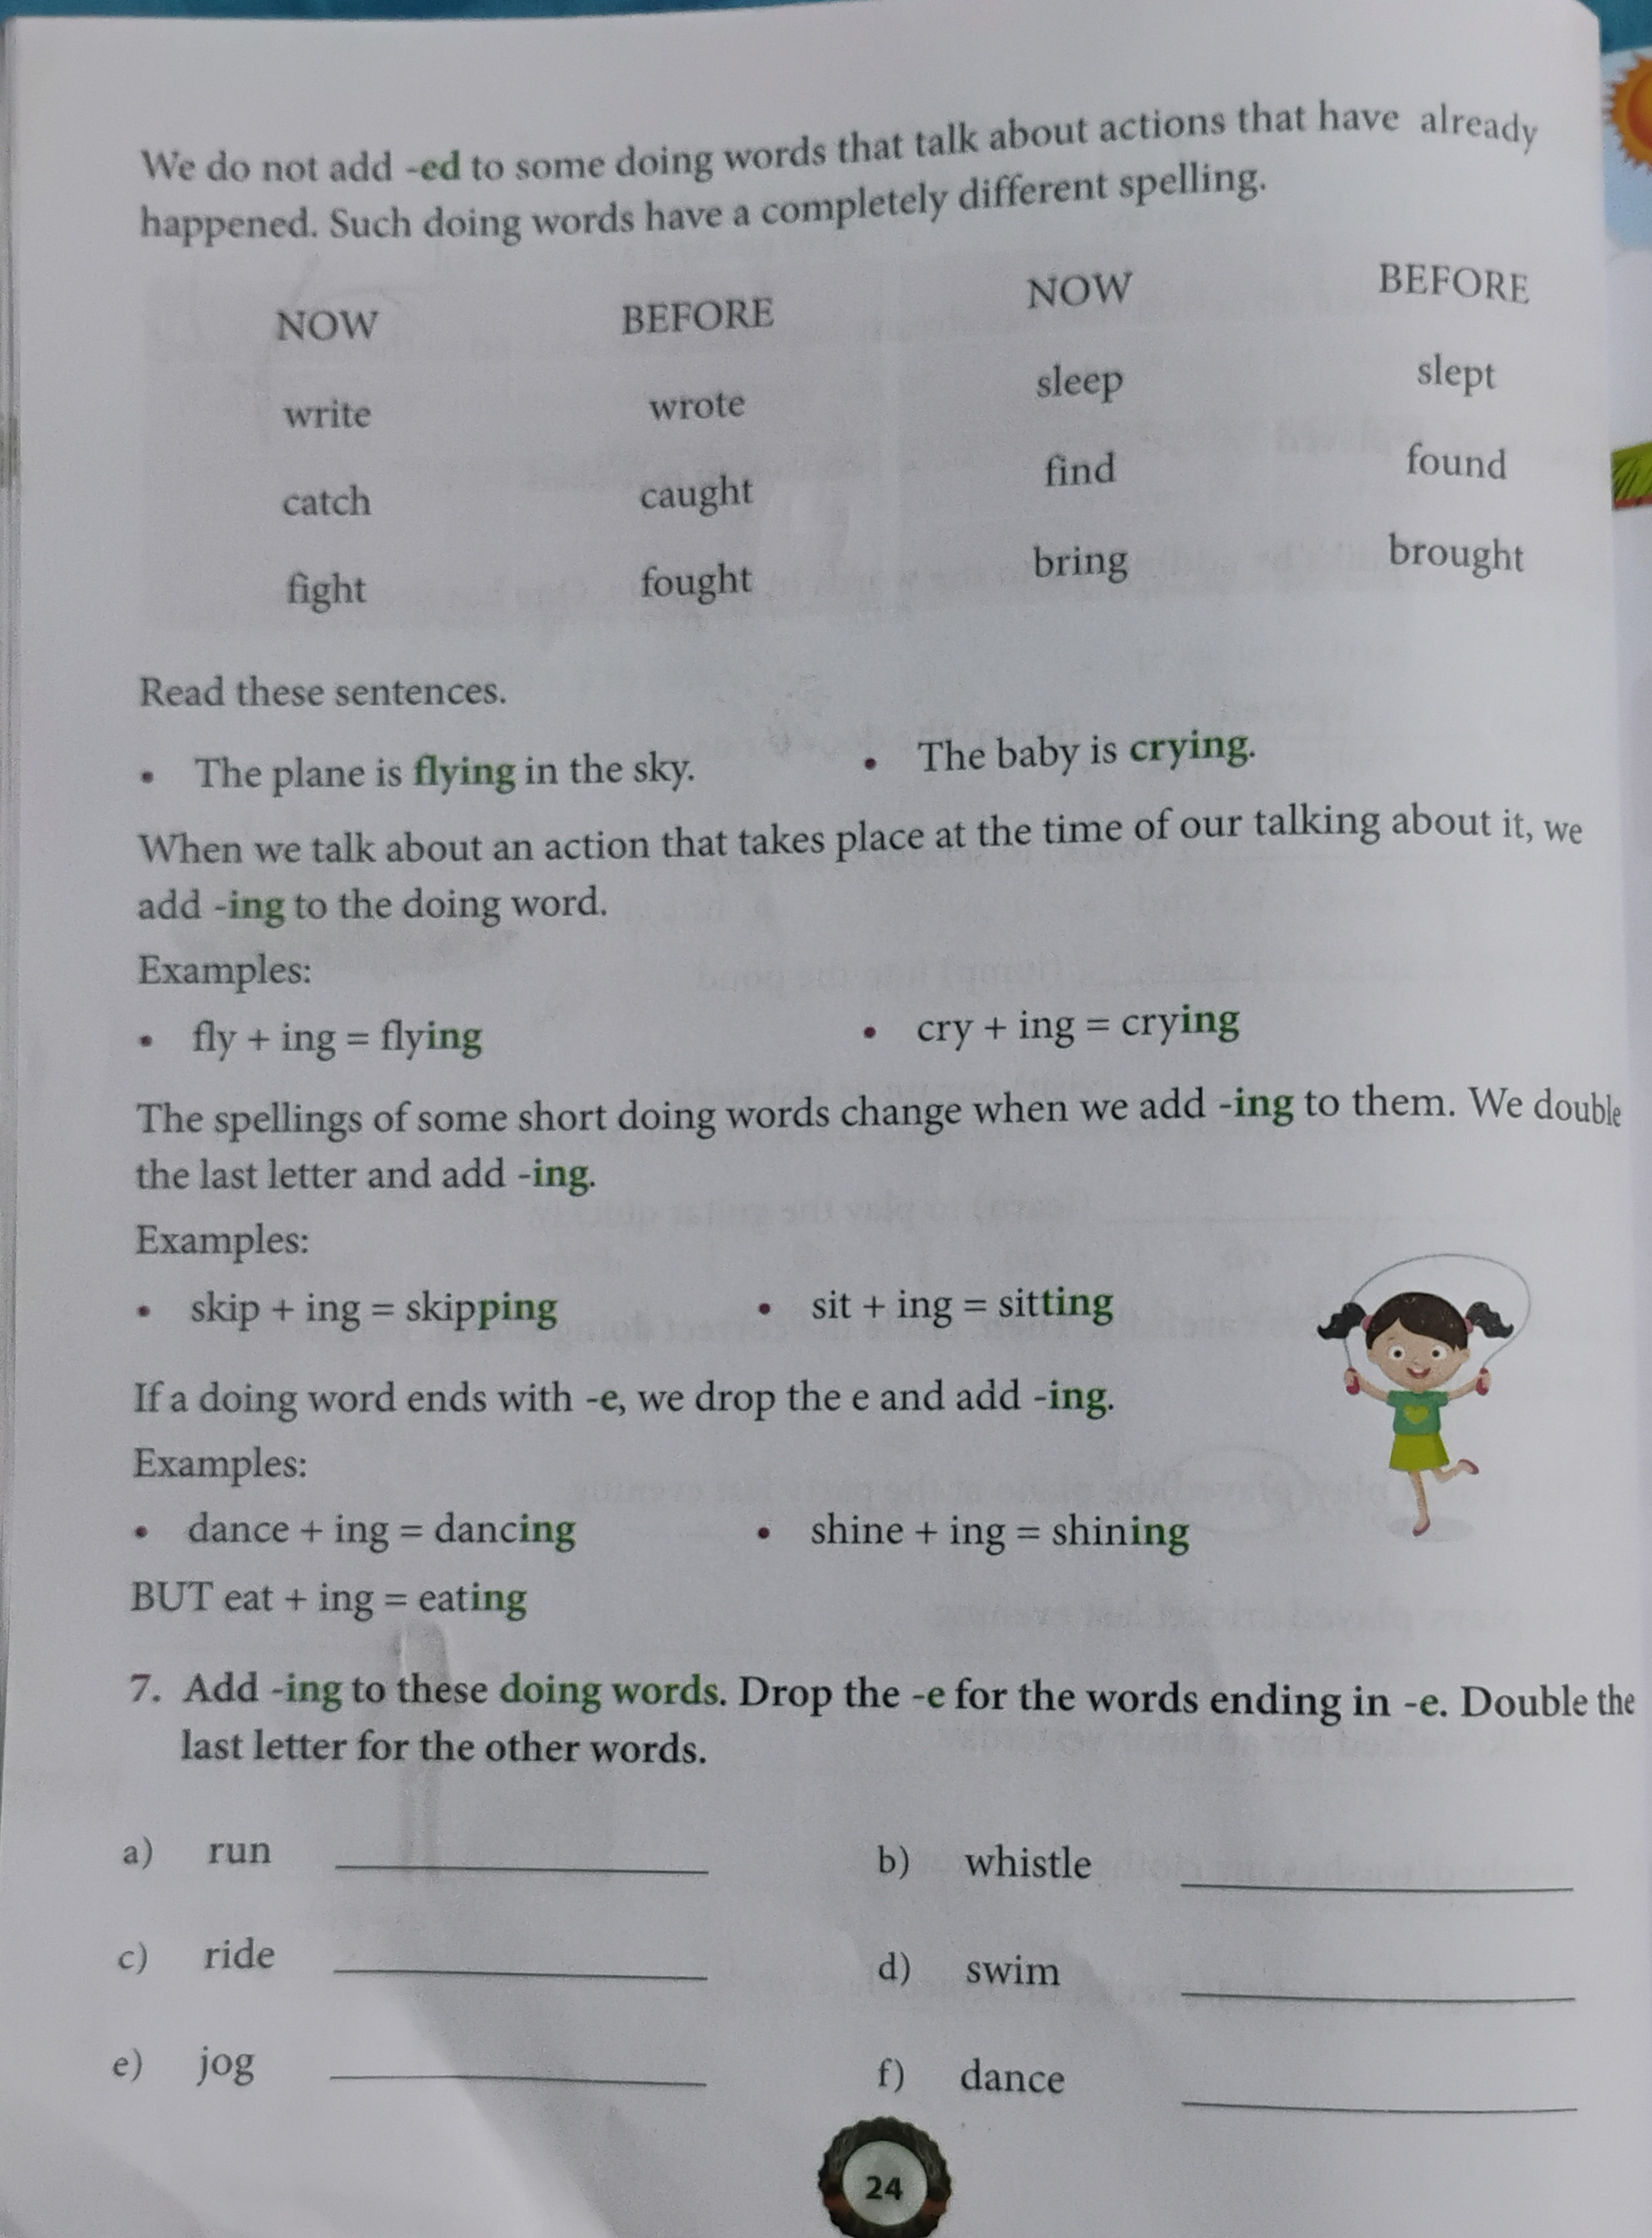 We do not add -ed to some doing words that talk about actions that have already
happened. Such doing words have a completely different spelling.
NOW BEFORE NOW BEFORE
write wrote sleep slept
catch caught find found
fight fought bring brought
Read these sentences.
• The plane is flying in the sky. • The baby is crying.
When we talk about an action that takes place at the time of our talking about it, we
add -ing to the doing word.
Examples:
• fly + ing = flying • cry + ing = crying
The spellings of some short doing words change when we add -ing to them. We double
the last letter and add -ing.
Examples:
• skip + ing = skipping • sit + ing = sitting
If a doing word ends with -e, we drop the e and add -ing.
Examples:
• dance + ing = dancing • shine + ing = shining
BUT eat + ing = eating
7. Add -ing to these doing words. Drop the -e for the words ending in -e. Double the
last letter for the other words.
a) run ____________ b) whistle ____________
c) ride ____________ d) swim ____________
e) jog ____________ f) dance ____________
24